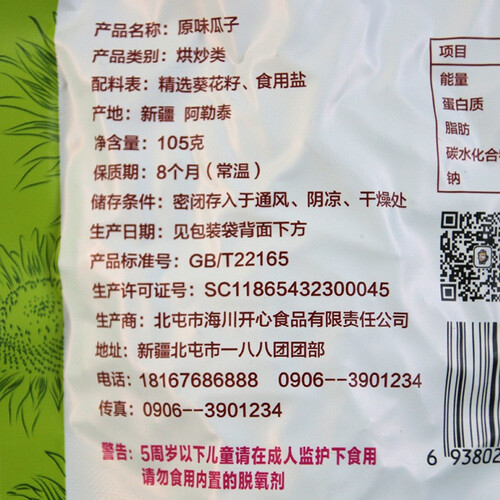 产品名称：原味瓜子
产品类别：烘炒类
配料表：精选葵花籽、食用盐
产地：新疆 阿勒泰
净含量：105克
保质期：8个月（常温）
储存条件：密闭存入于通风、阴凉、干燥处
生产日期：见包装袋背面下方
产品标准号：GB/T22165
生产许可证号：SC11865432300045
生产商：北屯市海川开心食品有限责任公司
地址：新疆北屯市一八八团团部
电话：18167686888 0906--3901234
传真：0906--3901234
警告：5周岁以下儿童请在成人监护下食用
请勿食用内置的脱氧剂
项目
能量
蛋白质
脂肪
碳水化合
钠
6 93802